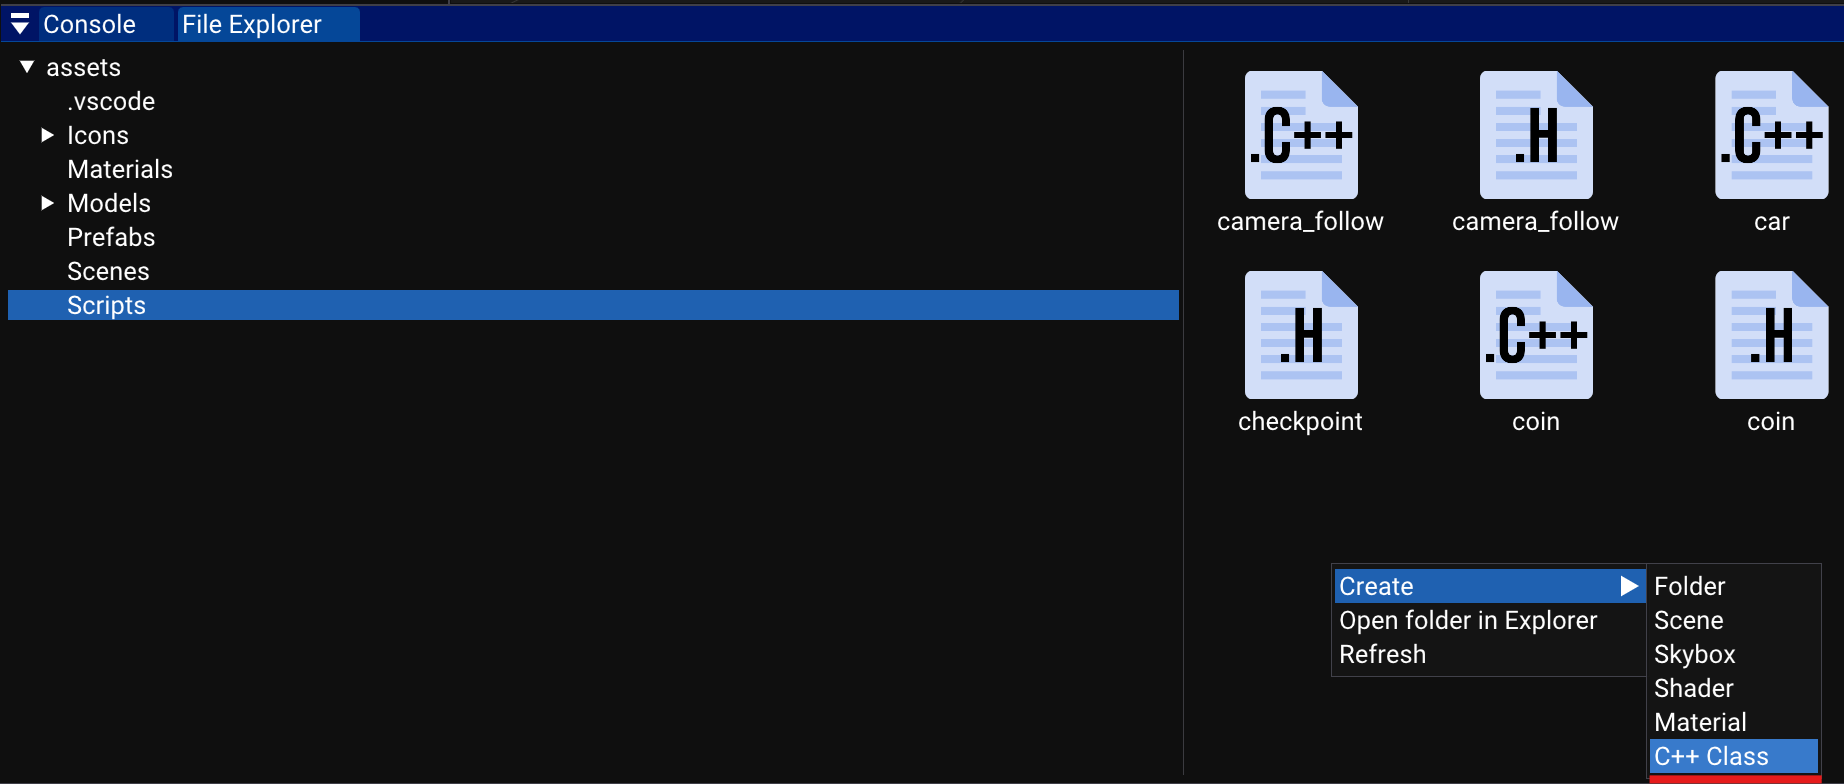 Console File Explorer
assets
.vscode
Icons
Materials
Models
Prefabs
Scenes
Scripts
.C++ .H .C++
camera_follow camera_follow car
.H .C++ .H
checkpoint coin coin
Create
Open folder in Explorer
Refresh
Folder
Scene
Skybox
Shader
Material
C++ Class